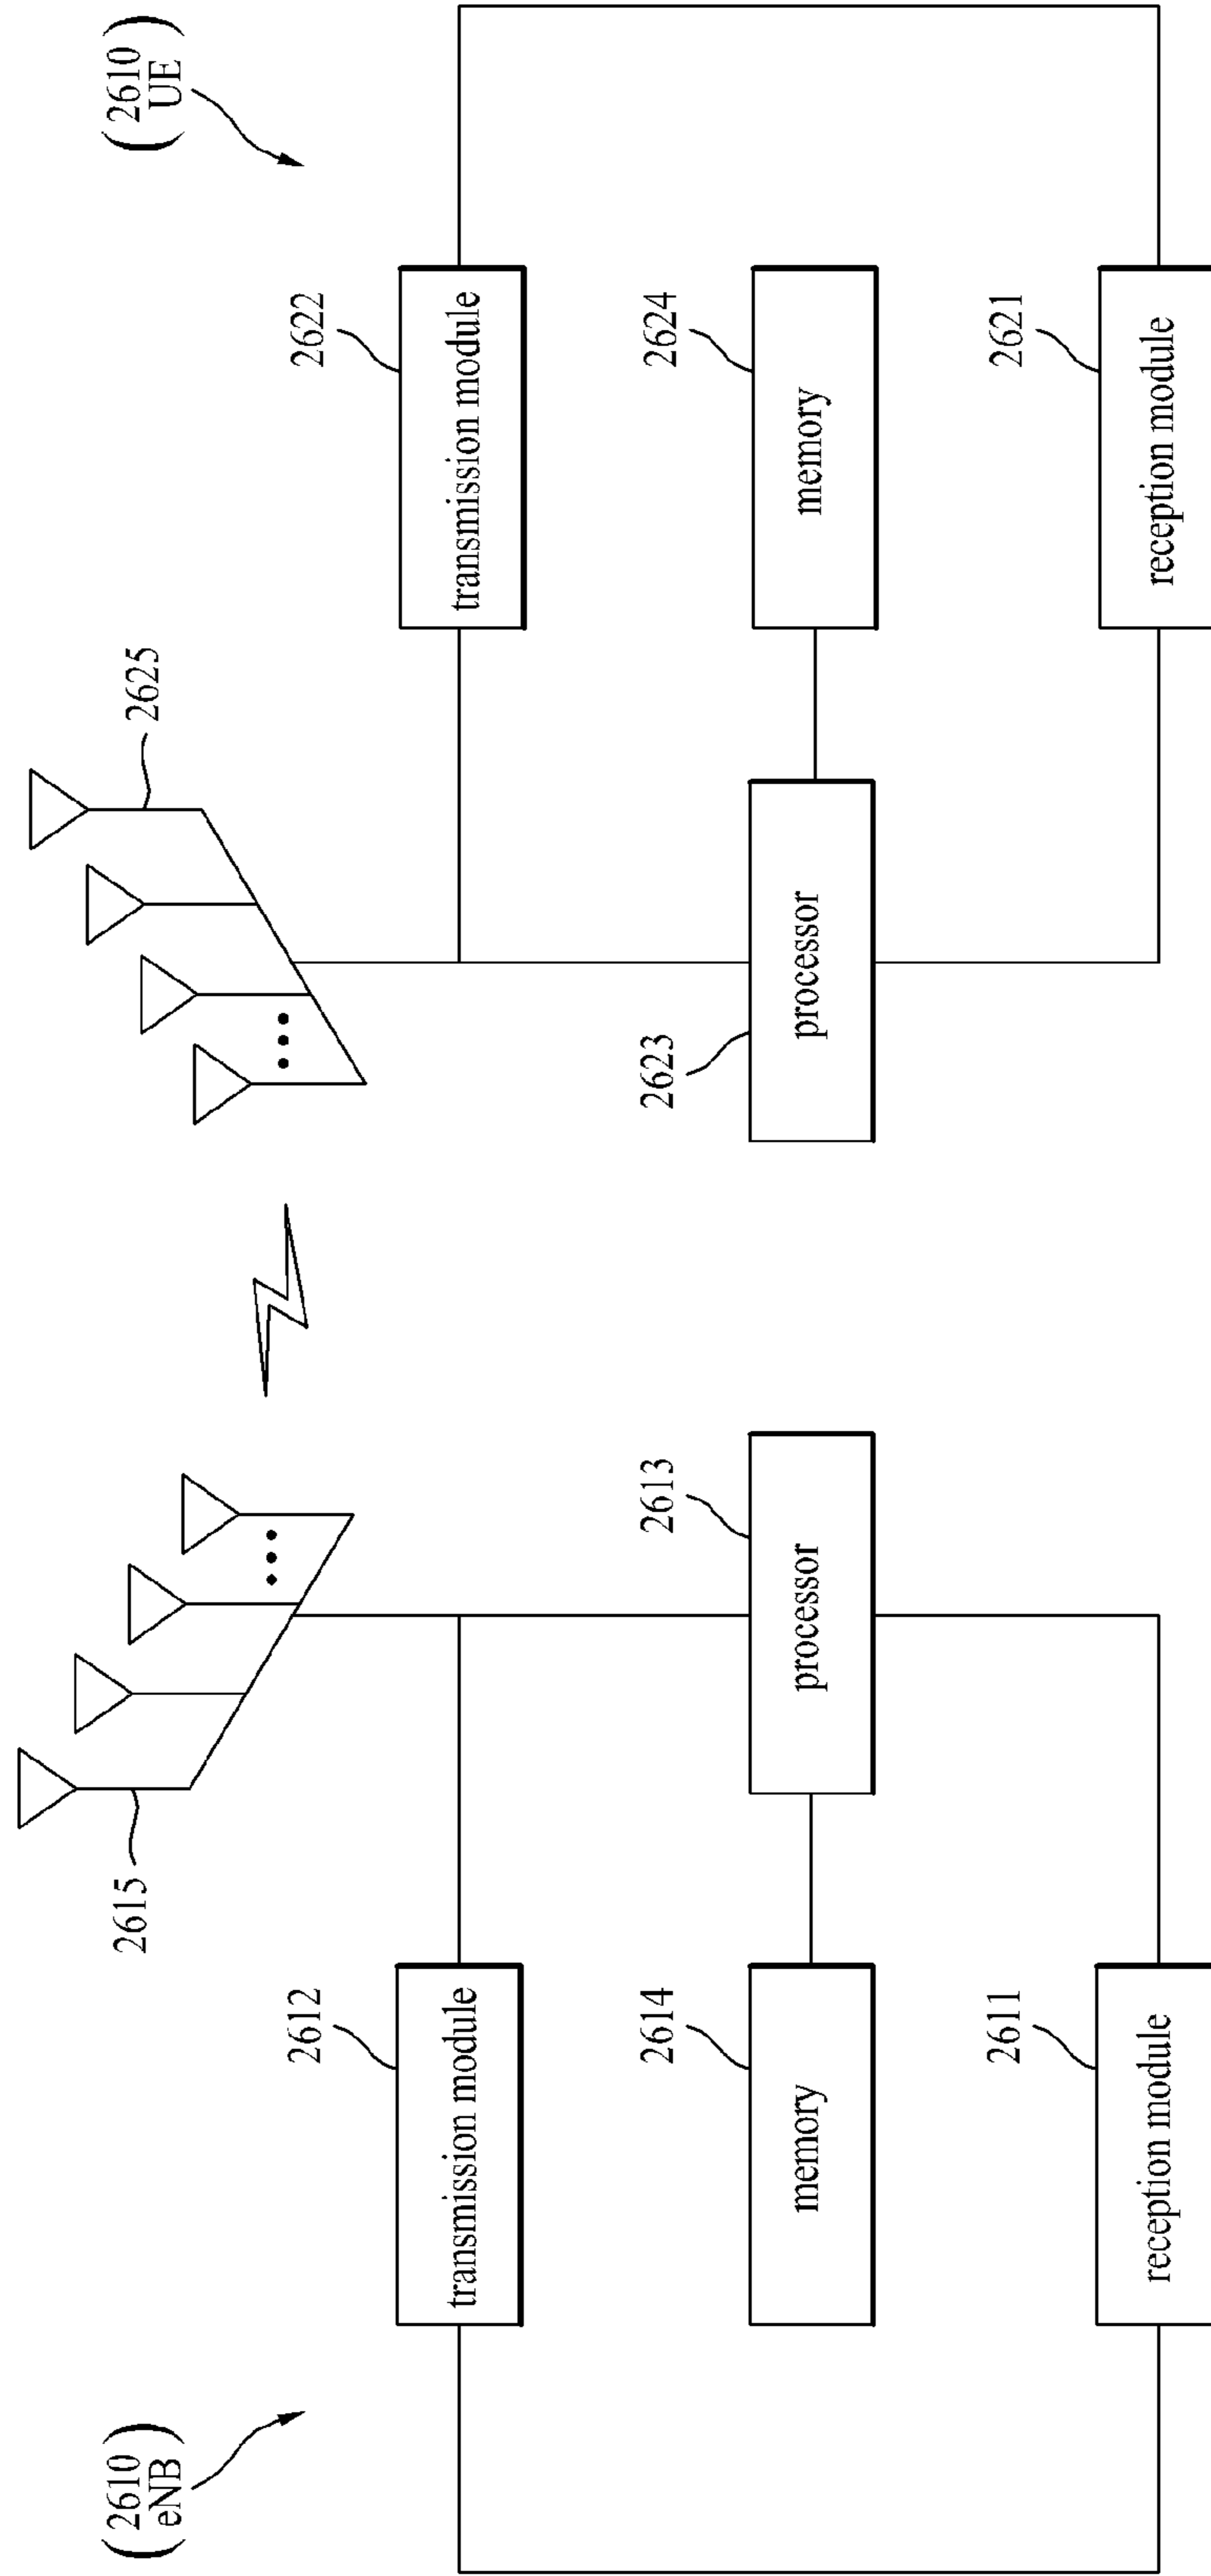 (2610)
eNB
2615
2612
transmission module
2613
processor
2614
memory
2611
reception module
(2610)
UE
2625
2622
transmission module
2623
processor
2624
memory
2621
reception module